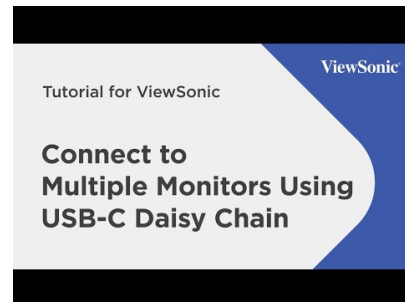 ViewSonic
Tutorial for ViewSonic
Connect to
Multiple Monitors Using
USB-C Daisy Chain